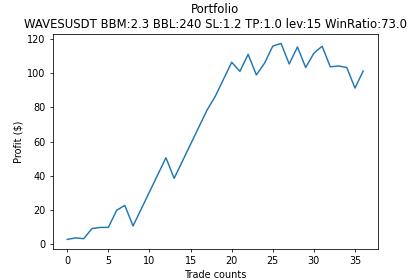 Portfolio
WAVESUSDT BBM:2.3 BBL:240 SL:1.2 TP:1.0 lev:15 WinRatio:73.0
120
100
80
60
40
20
0
Profit ($)
0 5 10 15 20 25 30 35
Trade counts